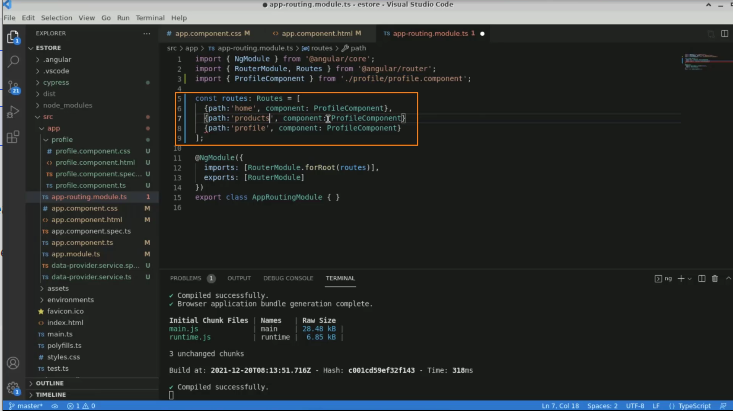 app-routing.module.ts - estore - Visual Studio Code
File Edit Selection View Go Run Terminal Help
EXPLORER
app.component.css M
app.component.html M
app-routing.module.ts 1
src > app > app-routing.module.ts > routes > path
ESTORE
.angular
.vscode
cypress
dist
node_modules
src
app
profile
profile.component.css U
profile.component.html U
profile.component.spec... U
profile.component.ts U
app-routing.module.ts 1
app.component.css M
app.component.html M
app.component.spec.ts
app.component.ts M
app.module.ts M
data-provider.service.sp... U
data-provider.service.ts U
assets
environments
favicon.ico
index.html
main.ts
polyfills.ts
styles.css
test.ts
OUTLINE
TIMELINE
1 import { NgModule } from '@angular/core';
2 import { RouterModule, Routes } from '@angular/router';
3 import { ProfileComponent } from './profile/profile.component';
4
5 const routes: Routes = [
6 {path:'home', component: ProfileComponent},
7 {path:'products', component: ProfileComponent}
8 {path:'profile', component: ProfileComponent}
9 ];
10
11 @NgModule({
12 imports: [RouterModule.forRoot(routes)],
13 exports: [RouterModule]
14 })
15 export class AppRoutingModule { }
16
PROBLEMS 1 OUTPUT DEBUG CONSOLE TERMINAL
ng
✔ Compiled successfully.
✔ Browser application bundle generation complete.
Initial Chunk Files | Names | Raw Size
main.js | main | 28.48 kB |
runtime.js | runtime | 6.85 kB |
3 unchanged chunks
Build at: 2021-12-20T08:13:51.716Z - Hash: c001cd59ef32f143 - Time: 318ms
✔ Compiled successfully.
master* 1 0
Ln 7, Col 18 Spaces: 2 UTF-8 LF TypeScript